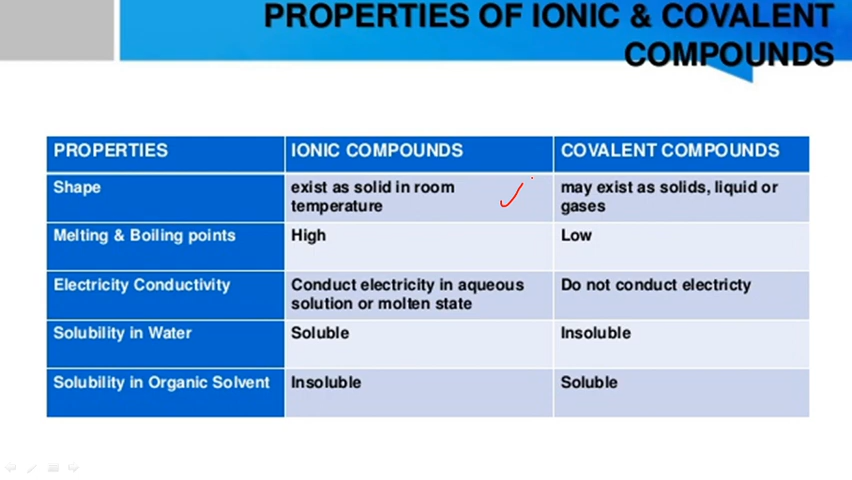 PROPERTIES OF IONIC & COVALENT
COMPOUNDS
PROPERTIES IONIC COMPOUNDS COVALENT COMPOUNDS
Shape exist as solid in room may exist as solids, liquid or
temperature gases
Melting & Boiling points High Low
Electricity Conductivity Conduct electricity in aqueous Do not conduct electricty
solution or molten state
Solubility in Water Soluble Insoluble
Solubility in Organic Solvent Insoluble Soluble